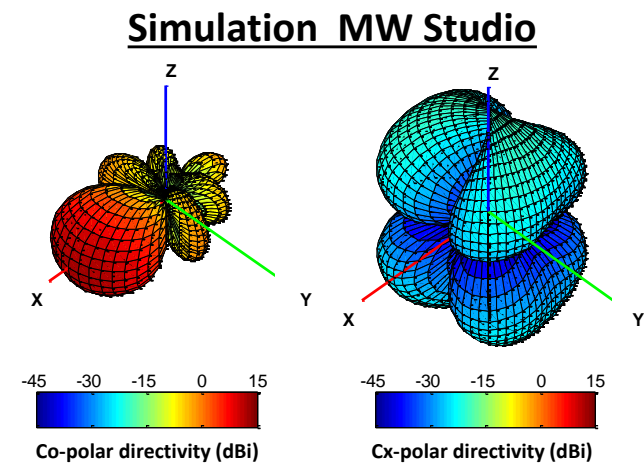 Simulation MW Studio
Z
X
Y
Z
X
Y
-45 -30 -15 0 15
Co-polar directivity (dBi)
-45 -30 -15 0 15
Cx-polar directivity (dBi)